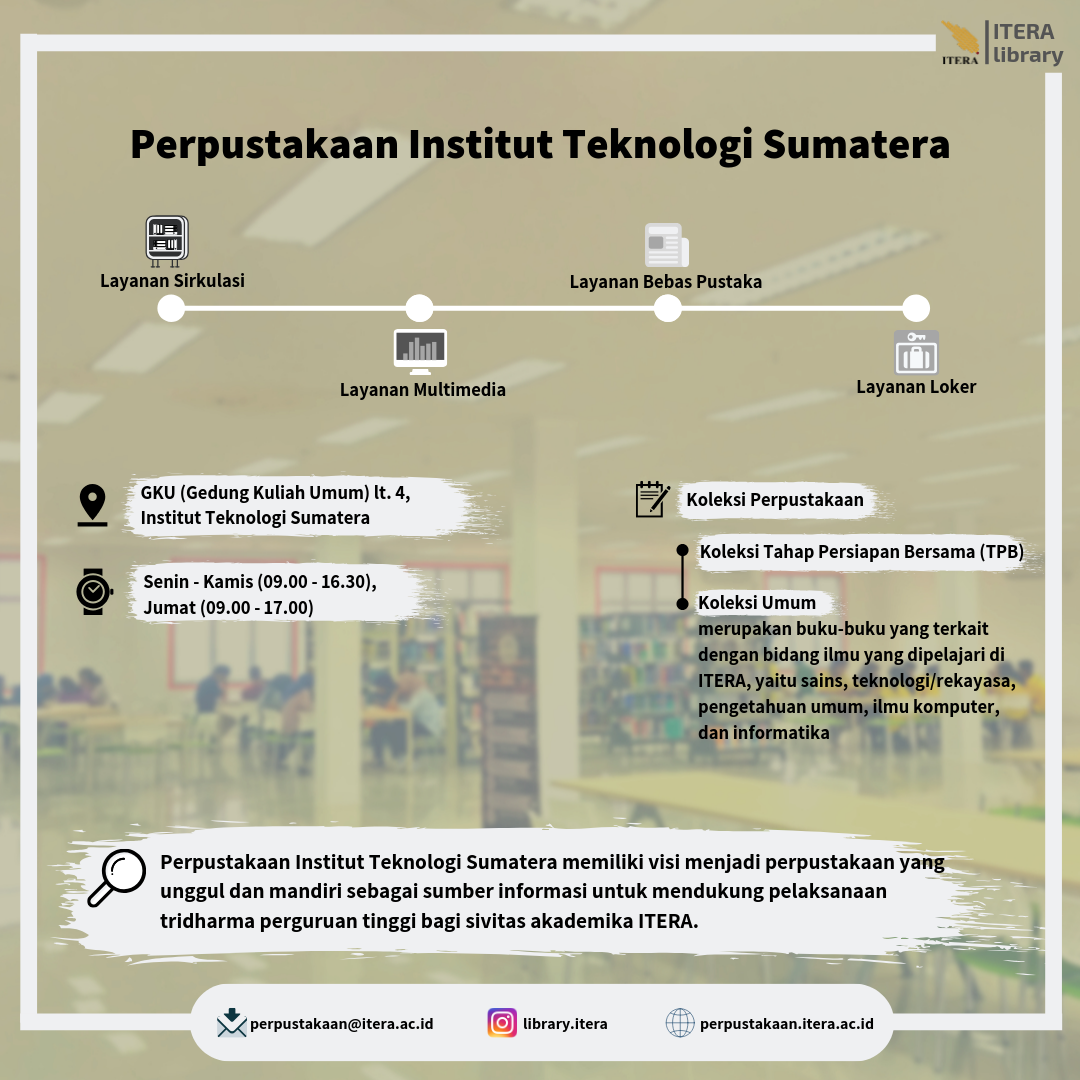 ITERA
ITERA
library
Perpustakaan Institut Teknologi Sumatera
Layanan Sirkulasi
Layanan Bebas Pustaka
Layanan Multimedia
Layanan Loker
GKU (Gedung Kuliah Umum) lt. 4,
Institut Teknologi Sumatera
Senin - Kamis (09.00 - 16.30),
Jumat (09.00 - 17.00)
Koleksi Perpustakaan
Koleksi Tahap Persiapan Bersama (TPB)
Koleksi Umum
merupakan buku-buku yang terkait
dengan bidang ilmu yang dipelajari di
ITERA, yaitu sains, teknologi/rekayasa,
pengetahuan umum, ilmu komputer,
dan informatika
Perpustakaan Institut Teknologi Sumatera memiliki visi menjadi perpustakaan yang
unggul dan mandiri sebagai sumber informasi untuk mendukung pelaksanaan
tridharma perguruan tinggi bagi sivitas akademika ITERA.
perpustakaan@itera.ac.id
library.itera
perpustakaan.itera.ac.id